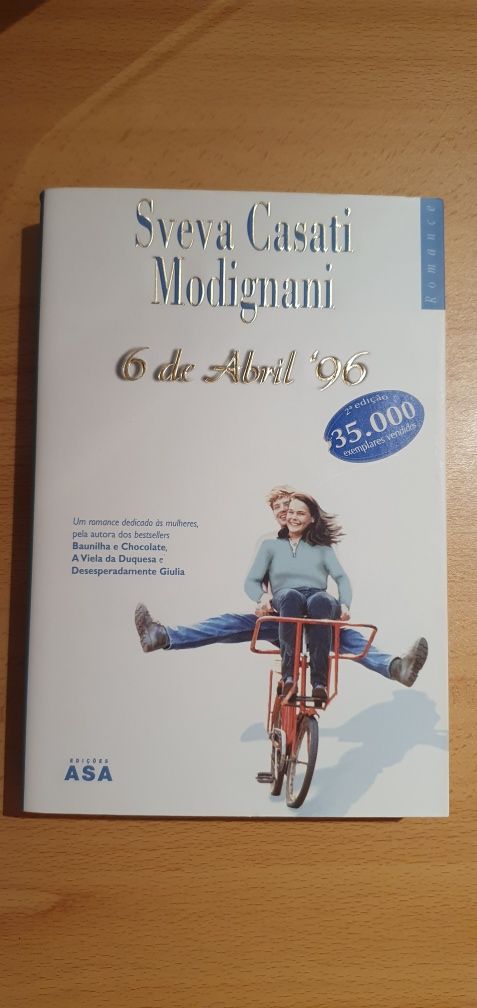 Sveva Casati
Modignani
Romance
6 de Abril '96
2ª edição
35.000
exemplares vendidos
Um romance dedicado às mulheres,
pela autora dos bestsellers
Baunilha e Chocolate,
A Viela da Duquesa e
Desesperadamente Giulia
EDIÇÕES
ASA